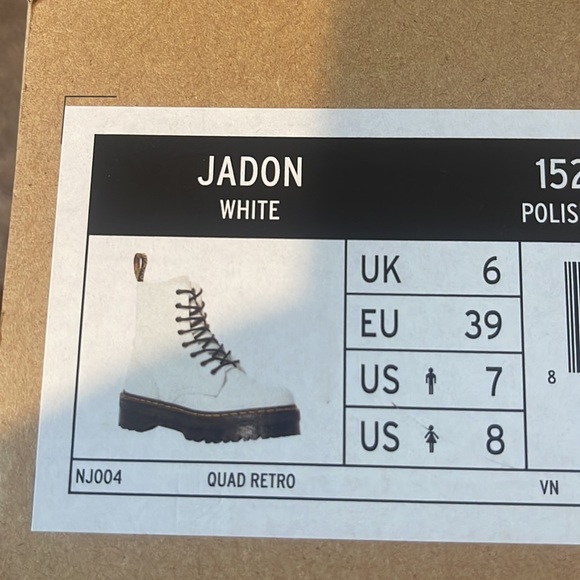 JADON
WHITE
152
POLIS
UK 6
EU 39
US 7
US 8
8
NJ004
QUAD RETRO
VN